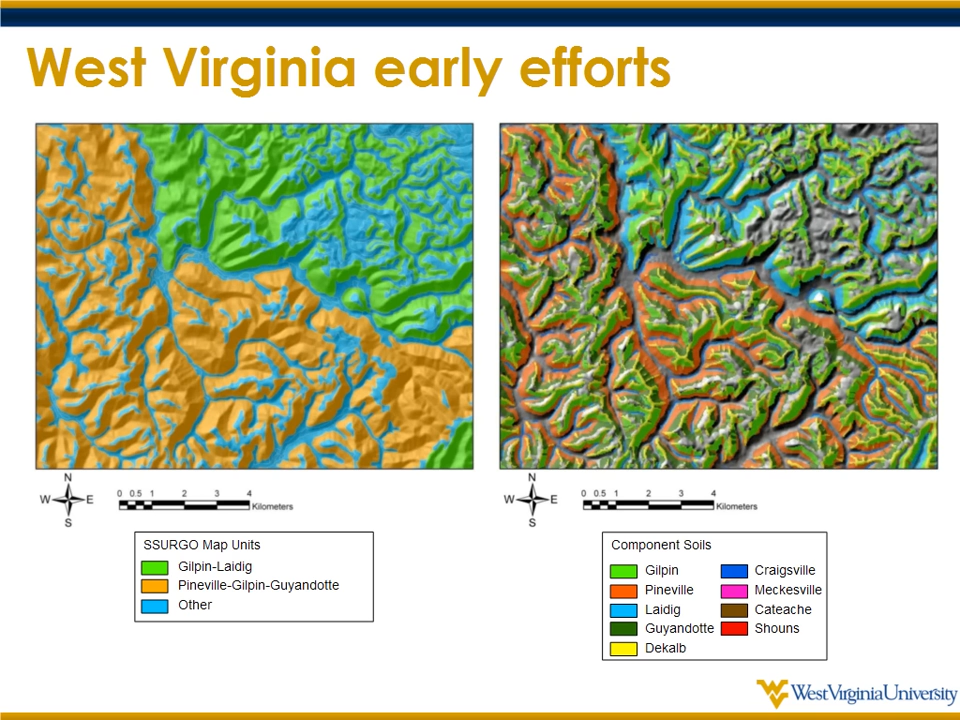 West Virginia early efforts
N
W E
S
0 0.5 1 2 3 4
Kilometers
N
W E
S
0 0.5 1 2 3 4
Kilometers
SSURGO Map Units
Gilpin-Laidig
Pineville-Gilpin-Guyandotte
Other
Component Soils
Gilpin
Pineville
Laidig
Guyandotte
Dekalb
Craigsville
Meckesville
Cateache
Shouns
WestVirginiaUniversity